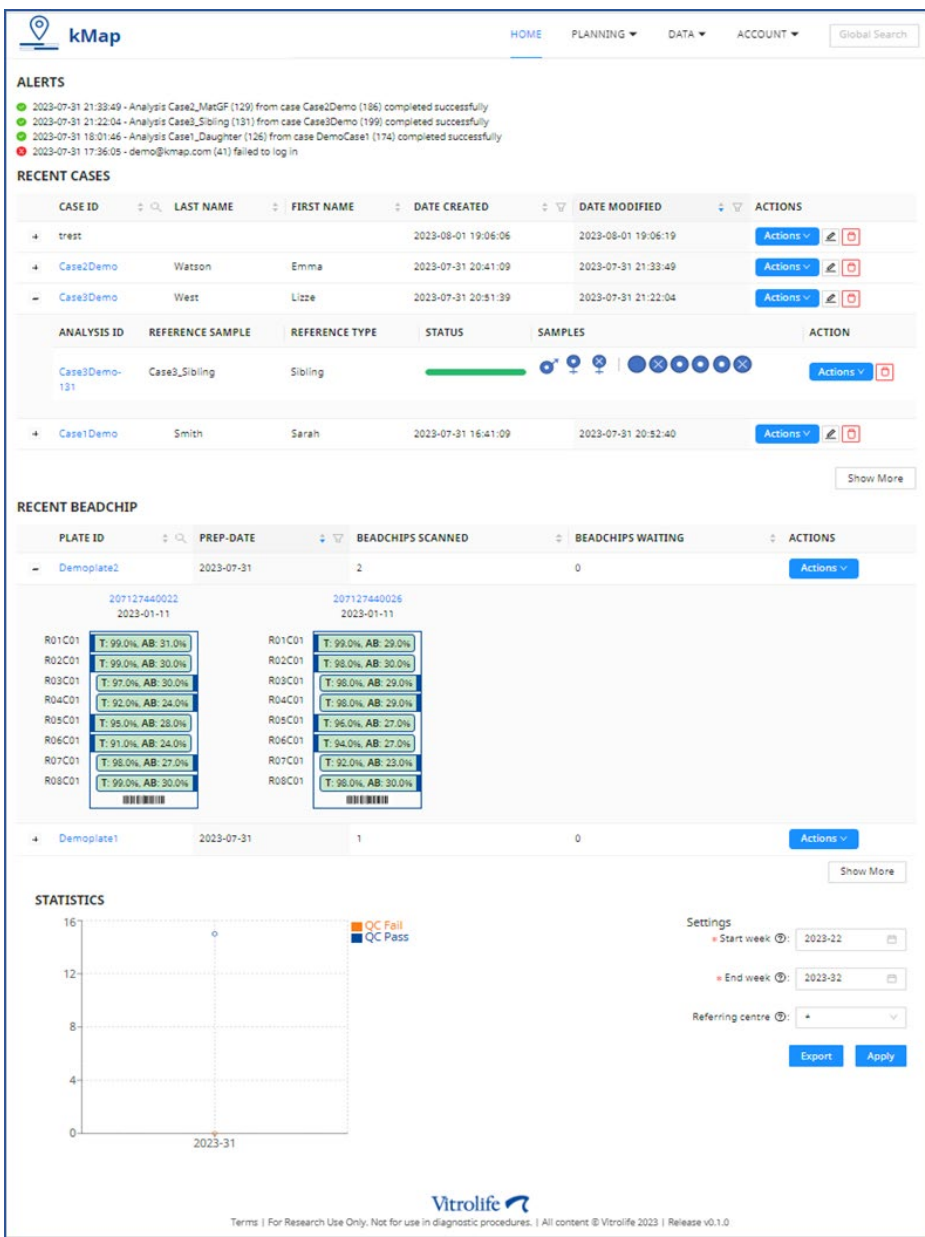 kMap HOME PLANNING DATA ACCOUNT Global Search
ALERTS
2023-07-31 21:33:49 - Analysis Case2_MatGF (129) from case Case2Demo (186) completed successfully
2023-07-31 21:22:04 - Analysis Case3_Sibling (131) from case Case3Demo (199) completed successfully
2023-07-31 18:01:46 - Analysis Case1_Daughter (126) from case DemoCase1 (174) completed successfully
2023-07-31 17:36:05 - demo@kmap.com (41) failed to log in
RECENT CASES
CASE ID LAST NAME FIRST NAME DATE CREATED DATE MODIFIED ACTIONS
+ trest 2023-08-01 19:06:06 2023-08-01 19:06:19 Actions
+ Case2Demo Watson Emma 2023-07-31 20:41:09 2023-07-31 21:33:49 Actions
- Case3Demo West Lizze 2023-07-31 20:51:39 2023-07-31 21:22:04 Actions
ANALYSIS ID REFERENCE SAMPLE REFERENCE TYPE STATUS SAMPLES ACTION
Case3Demo- Case3_Sibling Sibling Actions
131
+ Case1Demo Smith Sarah 2023-07-31 16:41:09 2023-07-31 20:52:40 Actions
Show More
RECENT BEADCHIP
PLATE ID PREP-DATE BEADCHIPS SCANNED BEADCHIPS WAITING ACTIONS
- Demoplate2 2023-07-31 2 0 Actions
207127440022 207127440026
2023-01-11 2023-01-11
R01C01 T: 99.0%, AB: 31.0% R01C01 T: 99.0%, AB: 29.0%
R02C01 T: 99.0%, AB: 30.0% R02C01 T: 98.0%, AB: 30.0%
R03C01 T: 97.0%, AB: 30.0% R03C01 T: 98.0%, AB: 29.0%
R04C01 T: 92.0%, AB: 24.0% R04C01 T: 98.0%, AB: 29.0%
R05C01 T: 95.0%, AB: 28.0% R05C01 T: 96.0%, AB: 27.0%
R06C01 T: 91.0%, AB: 24.0% R06C01 T: 94.0%, AB: 27.0%
R07C01 T: 98.0%, AB: 27.0% R07C01 T: 92.0%, AB: 23.0%
R08C01 T: 99.0%, AB: 30.0% R08C01 T: 98.0%, AB: 30.0%
+ Demoplate1 2023-07-31 1 0 Actions
Show More
STATISTICS
16
12
8
4
0
2023-31
QC Fail
QC Pass
Settings
* Start week ?: 2023-22
* End week ?: 2023-32
Referring centre ?: *
Export Apply
Vitrolife
Terms | For Research Use Only. Not for use in diagnostic procedures. | All content © Vitrolife 2023 | Release v0.1.0